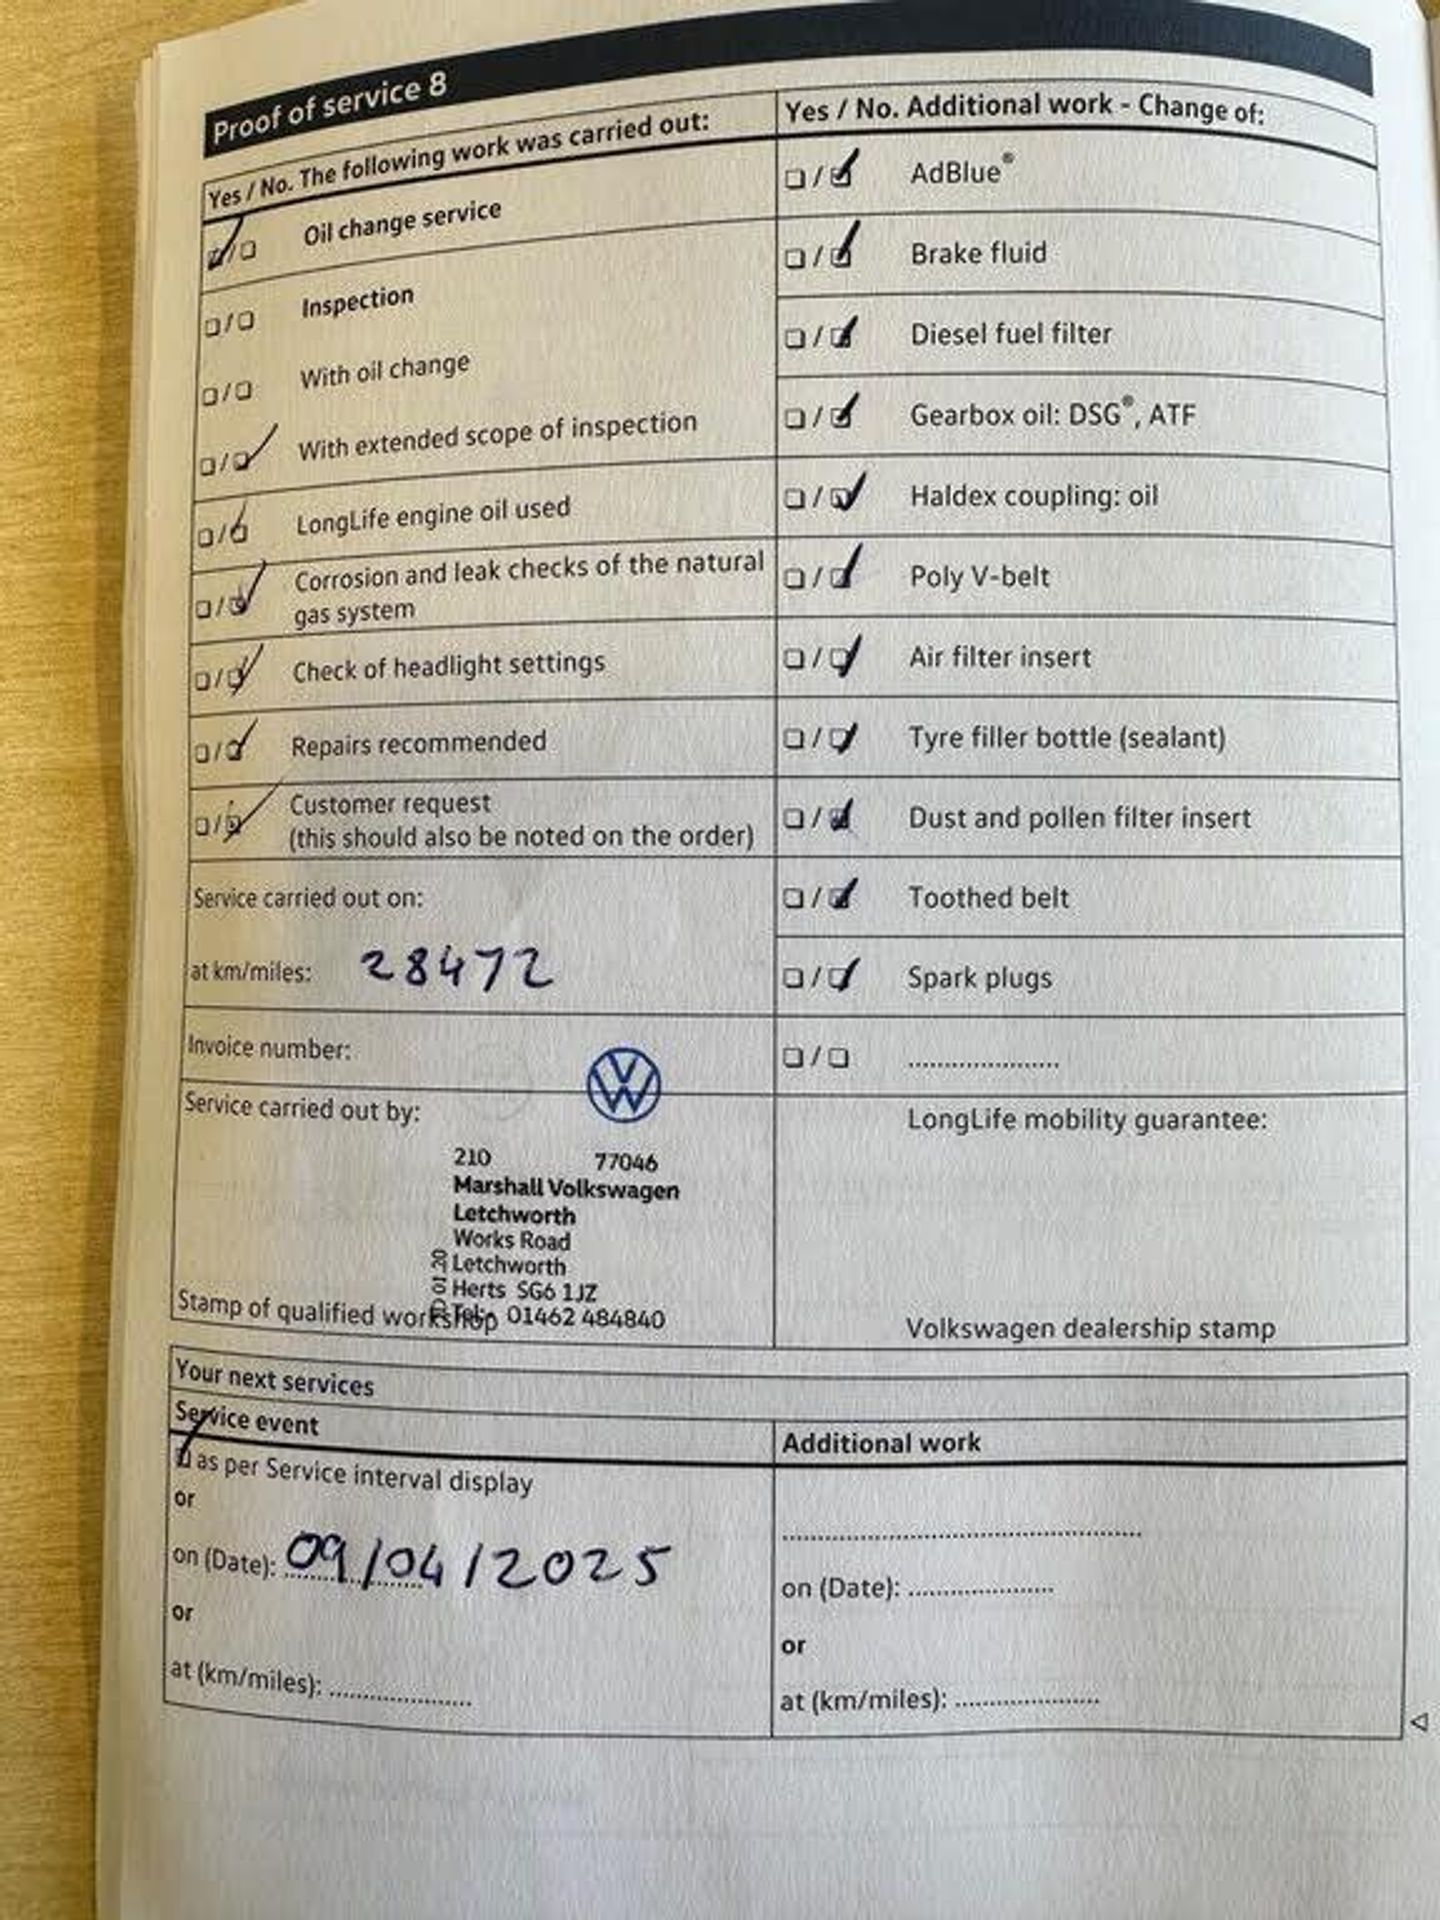 Proof of service 8
Yes / No. The following work was carried out:
Oil change service
Inspection
With oil change
With extended scope of inspection
LongLife engine oil used
Corrosion and leak checks of the natural
gas system
Check of headlight settings
Repairs recommended
Customer request
(this should also be noted on the order)
Service carried out on:
at km/miles: 28472
Invoice number:
Service carried out by:
210 77046
Marshall Volkswagen
Letchworth
Works Road
Letchworth
Herts SG6 1JZ
Tel:- 01462 484840
Stamp of qualified workshop
Yes / No. Additional work - Change of:
AdBlue®
Brake fluid
Diesel fuel filter
Gearbox oil: DSG®, ATF
Haldex coupling: oil
Poly V-belt
Air filter insert
Tyre filler bottle (sealant)
Dust and pollen filter insert
Toothed belt
Spark plugs
....................
LongLife mobility guarantee:
Volkswagen dealership stamp
Your next services
Service event
as per Service interval display
or
on (Date): 09/04/2025
or
at (km/miles): ....................
Additional work
..................................................
on (Date): ....................
or
at (km/miles): ....................